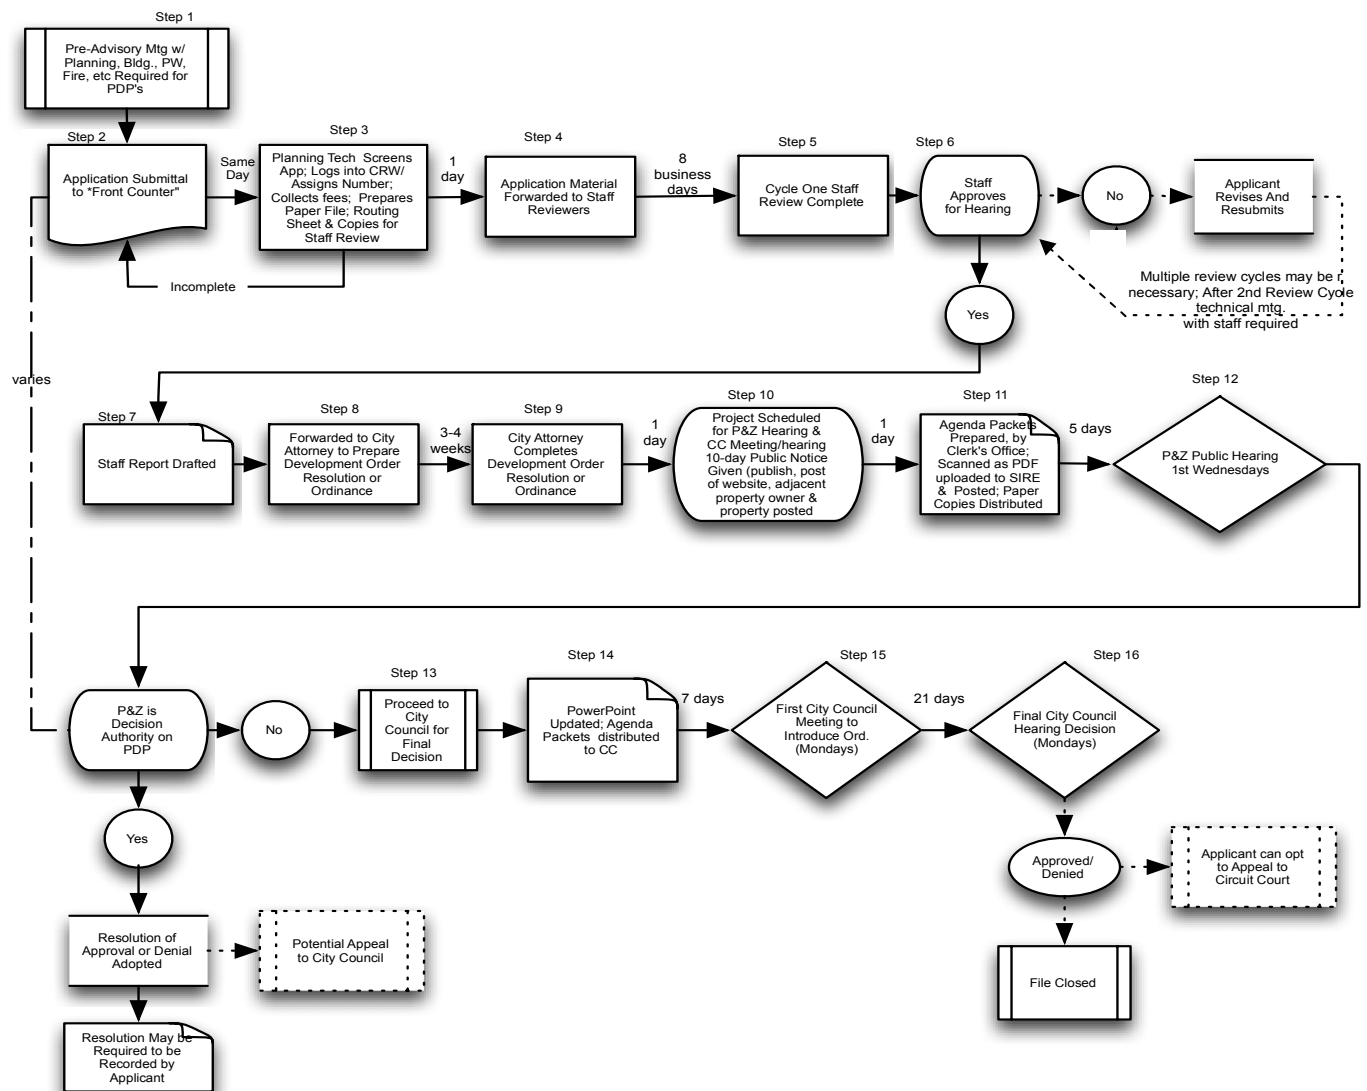 Step 1
Pre-Advisory Mtg w/
Planning, Bldg., PW,
Fire, etc Required for
PDP's
Step 2
Application Submittal
to *Front Counter"
Same
Day
Step 3
Planning Tech Screens
App; Logs into CRW/
Assigns Number;
Collects fees; Prepares
Paper File; Routing
Sheet & Copies for
Staff Review
Incomplete
1
day
Step 4
Application Material
Forwarded to Staff
Reviewers
8
business
days
Step 5
Cycle One Staff
Review Complete
Step 6
Staff
Approves
for Hearing
No
Applicant
Revises And
Resubmits
Multiple review cycles may be r
necessary; After 2nd Review Cycle
technical mtg.
with staff required
Yes
varies
Step 7
Staff Report Drafted
Step 8
Forwarded to City
Attorney to Prepare
Development Order
Resolution or
Ordinance
3-4
weeks
Step 9
City Attorney
Completes
Development Order
Resolution or
Ordinance
1
day
Step 10
Project Scheduled
for P&Z Hearing &
CC Meeting/hearing
10-day Public Notice
Given (publish, post
of website, adjacent
property owner &
property posted
1
day
Step 11
Agenda Packets
Prepared, by
Clerk's Office;
Scanned as PDF
uploaded to SIRE
& Posted; Paper
Copies Distributed
5 days
Step 12
P&Z Public Hearing
1st Wednesdays
P&Z is
Decision
Authority on
PDP
No
Step 13
Proceed to
City
Council for
Final
Decision
Step 14
PowerPoint
Updated; Agenda
Packets distributed
to CC
7 days
Step 15
First City Council
Meeting to
Introduce Ord.
(Mondays)
21 days
Step 16
Final City Council
Hearing Decision
(Mondays)
Yes
Approved/
Denied
Applicant can opt
to Appeal to
Circuit Court
Resolution of
Approval or Denial
Adopted
Potential Appeal
to City Council
File Closed
Resolution May be
Required to be
Recorded by
Applicant